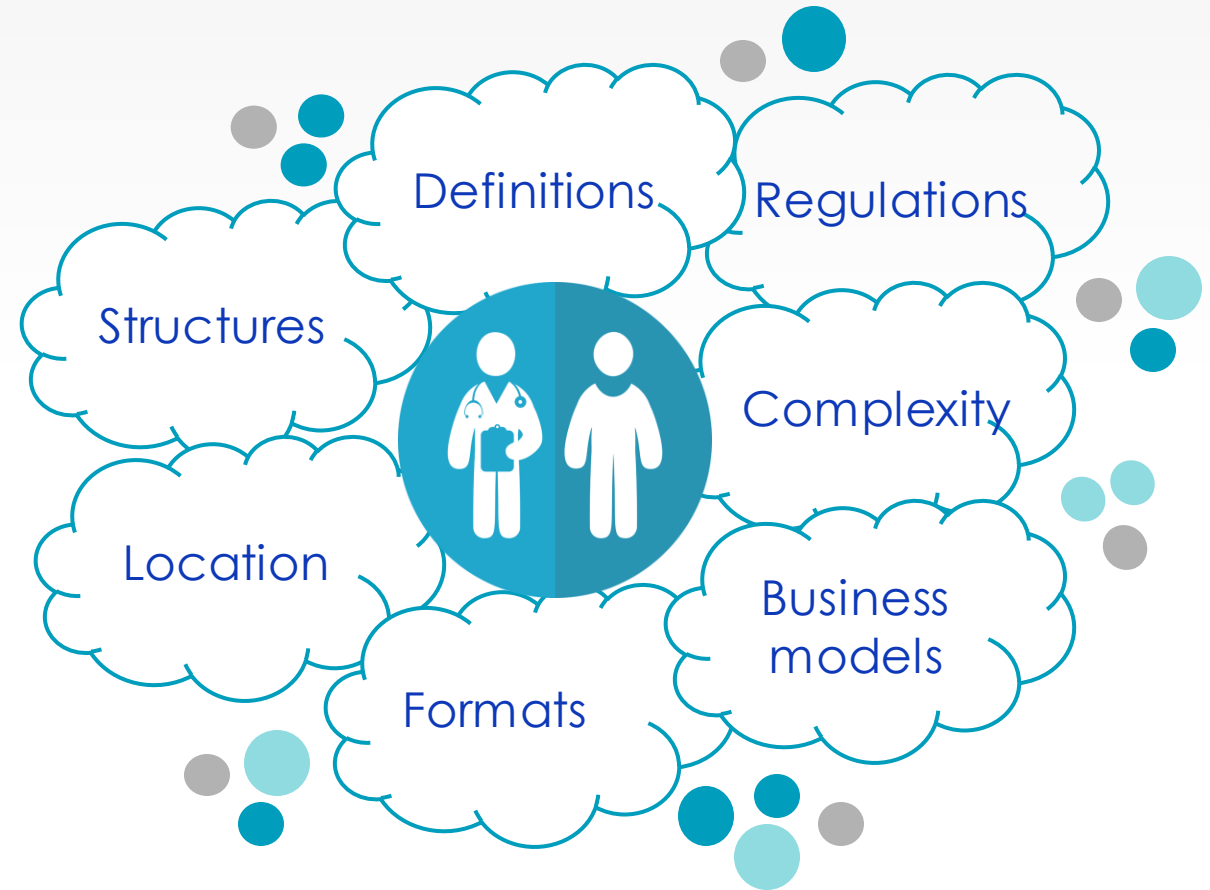 Definitions
Regulations
Structures
Complexity
Location
Business
models
Formats